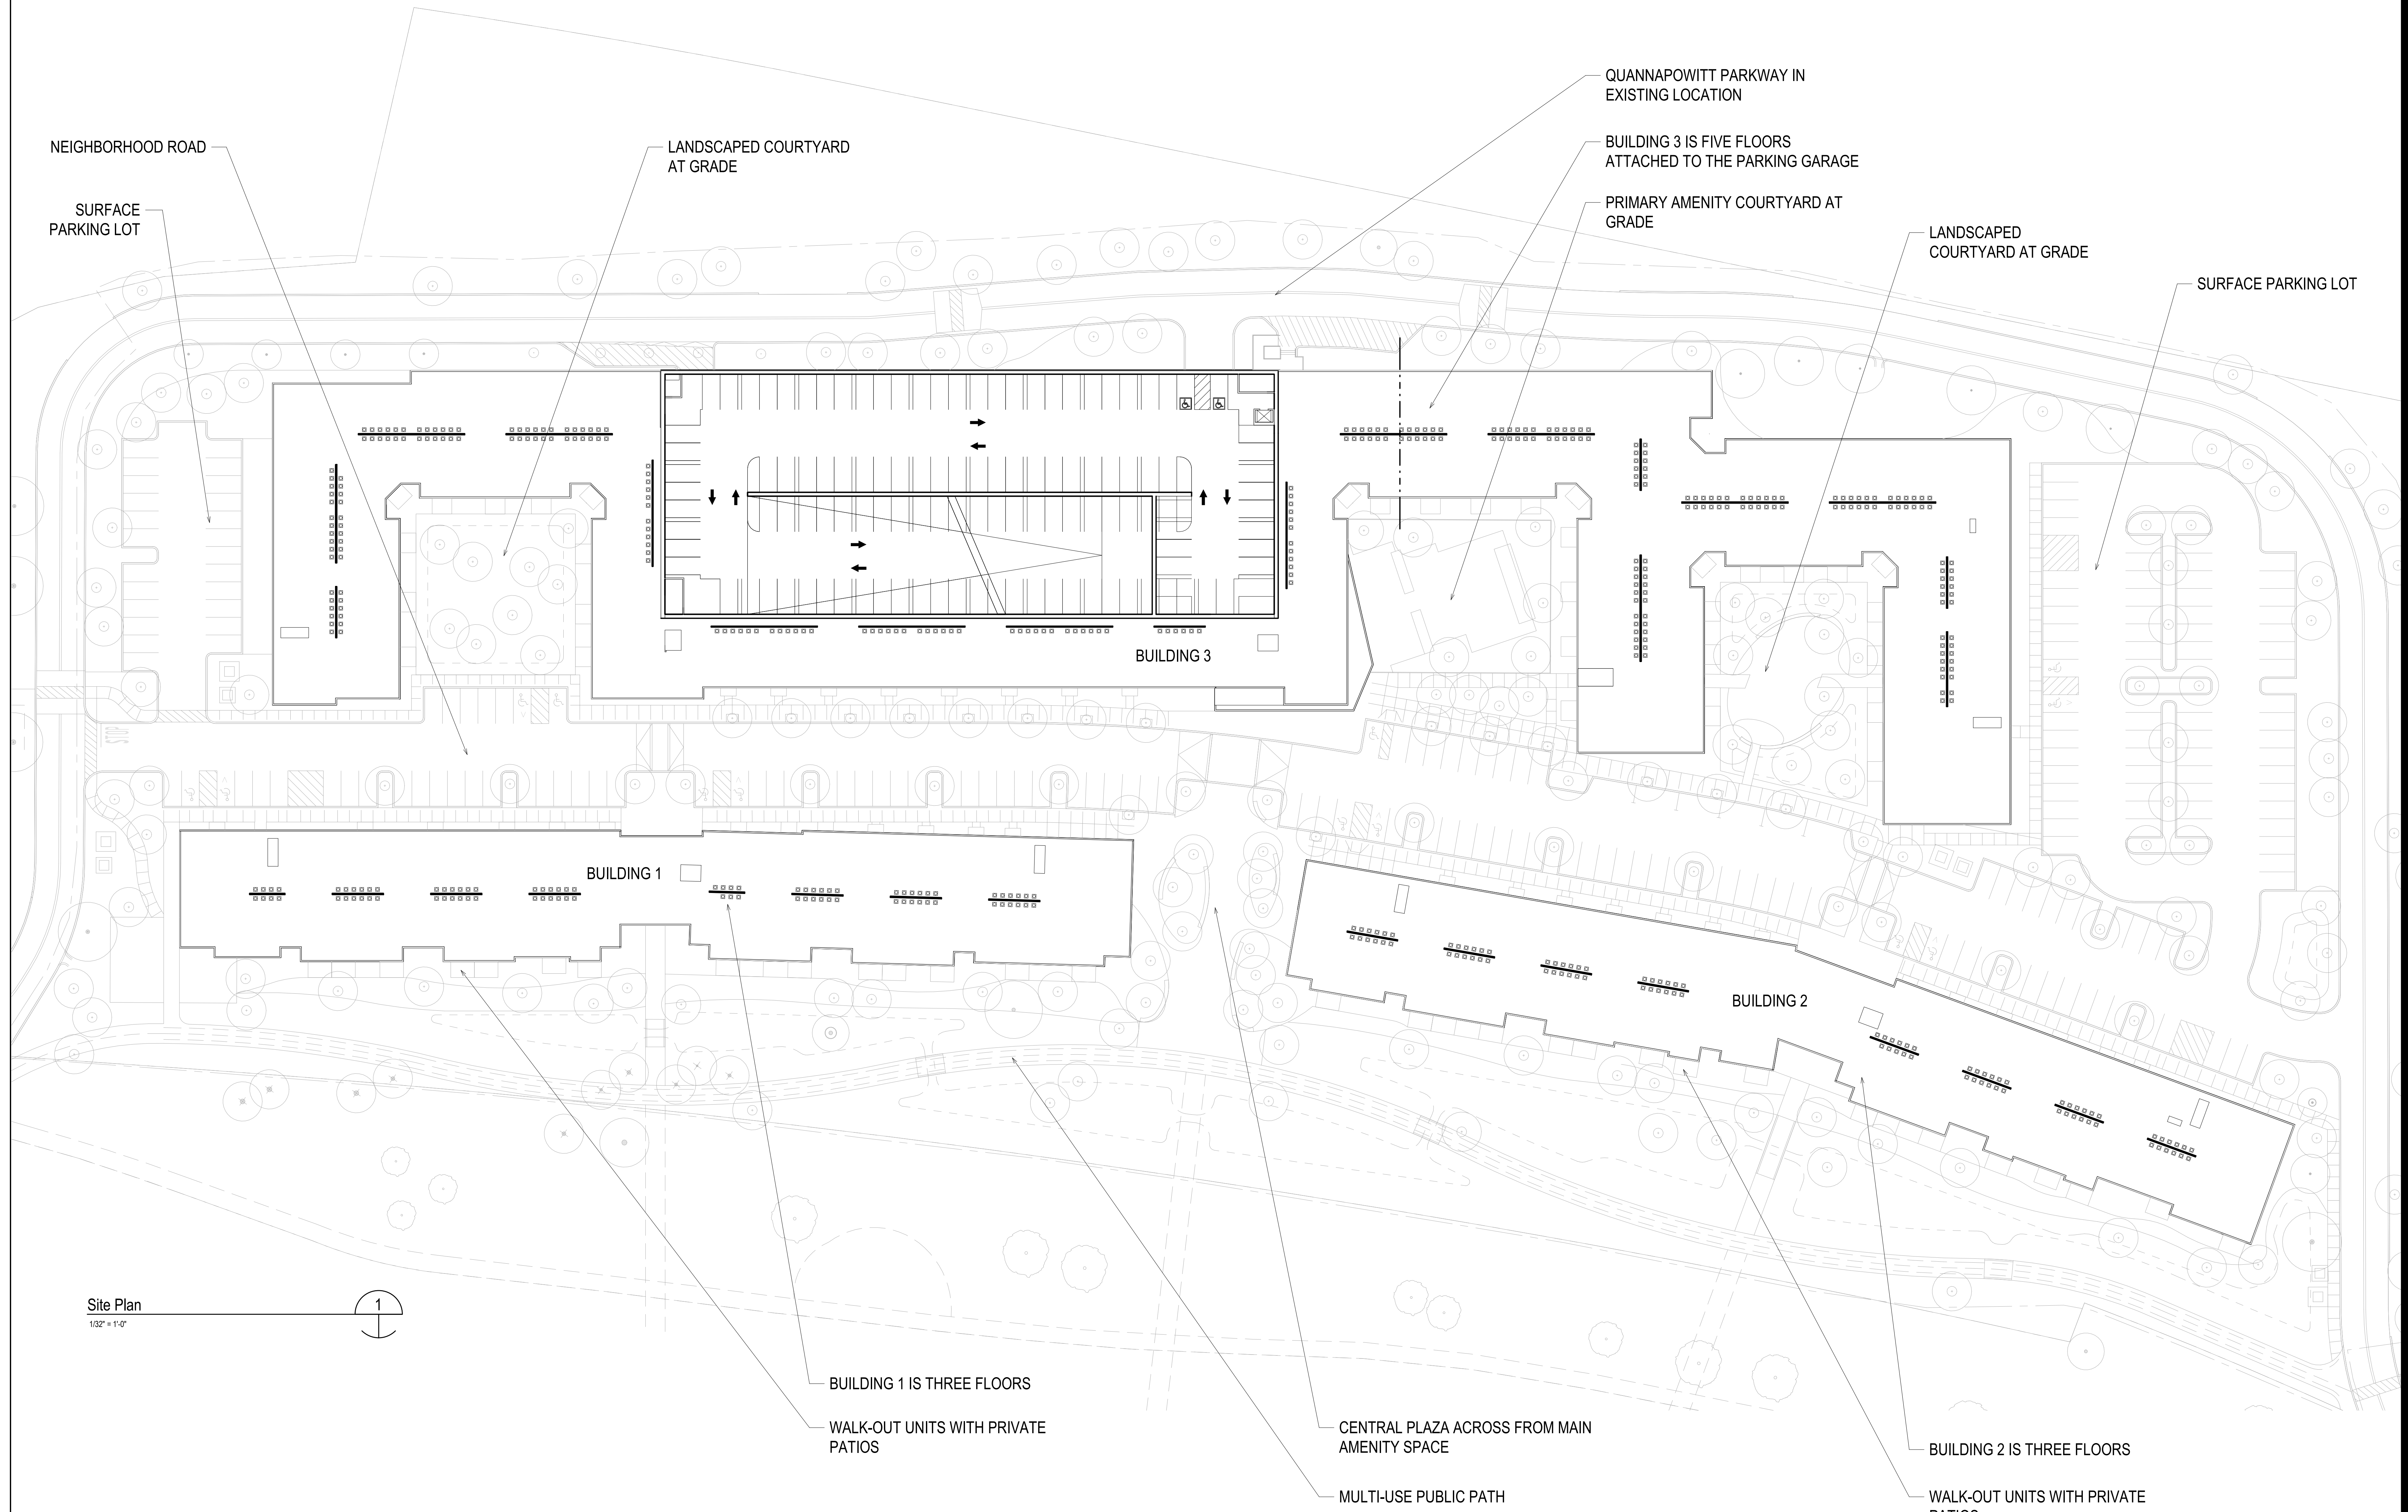 QUANNAPOWITT PARKWAY IN
EXISTING LOCATION
NEIGHBORHOOD ROAD
LANDSCAPED COURTYARD
AT GRADE
BUILDING 3 IS FIVE FLOORS
ATTACHED TO THE PARKING GARAGE
SURFACE
PARKING LOT
PRIMARY AMENITY COURTYARD AT
GRADE
LANDSCAPED
COURTYARD AT GRADE
SURFACE PARKING LOT
BUILDING 3
BUILDING 1
BUILDING 2
Site Plan
1
1/32" = 1'-0"
BUILDING 1 IS THREE FLOORS
WALK-OUT UNITS WITH PRIVATE
PATIOS
CENTRAL PLAZA ACROSS FROM MAIN
AMENITY SPACE
MULTI-USE PUBLIC PATH
BUILDING 2 IS THREE FLOORS
WALK-OUT UNITS WITH PRIVATE
PATIOS